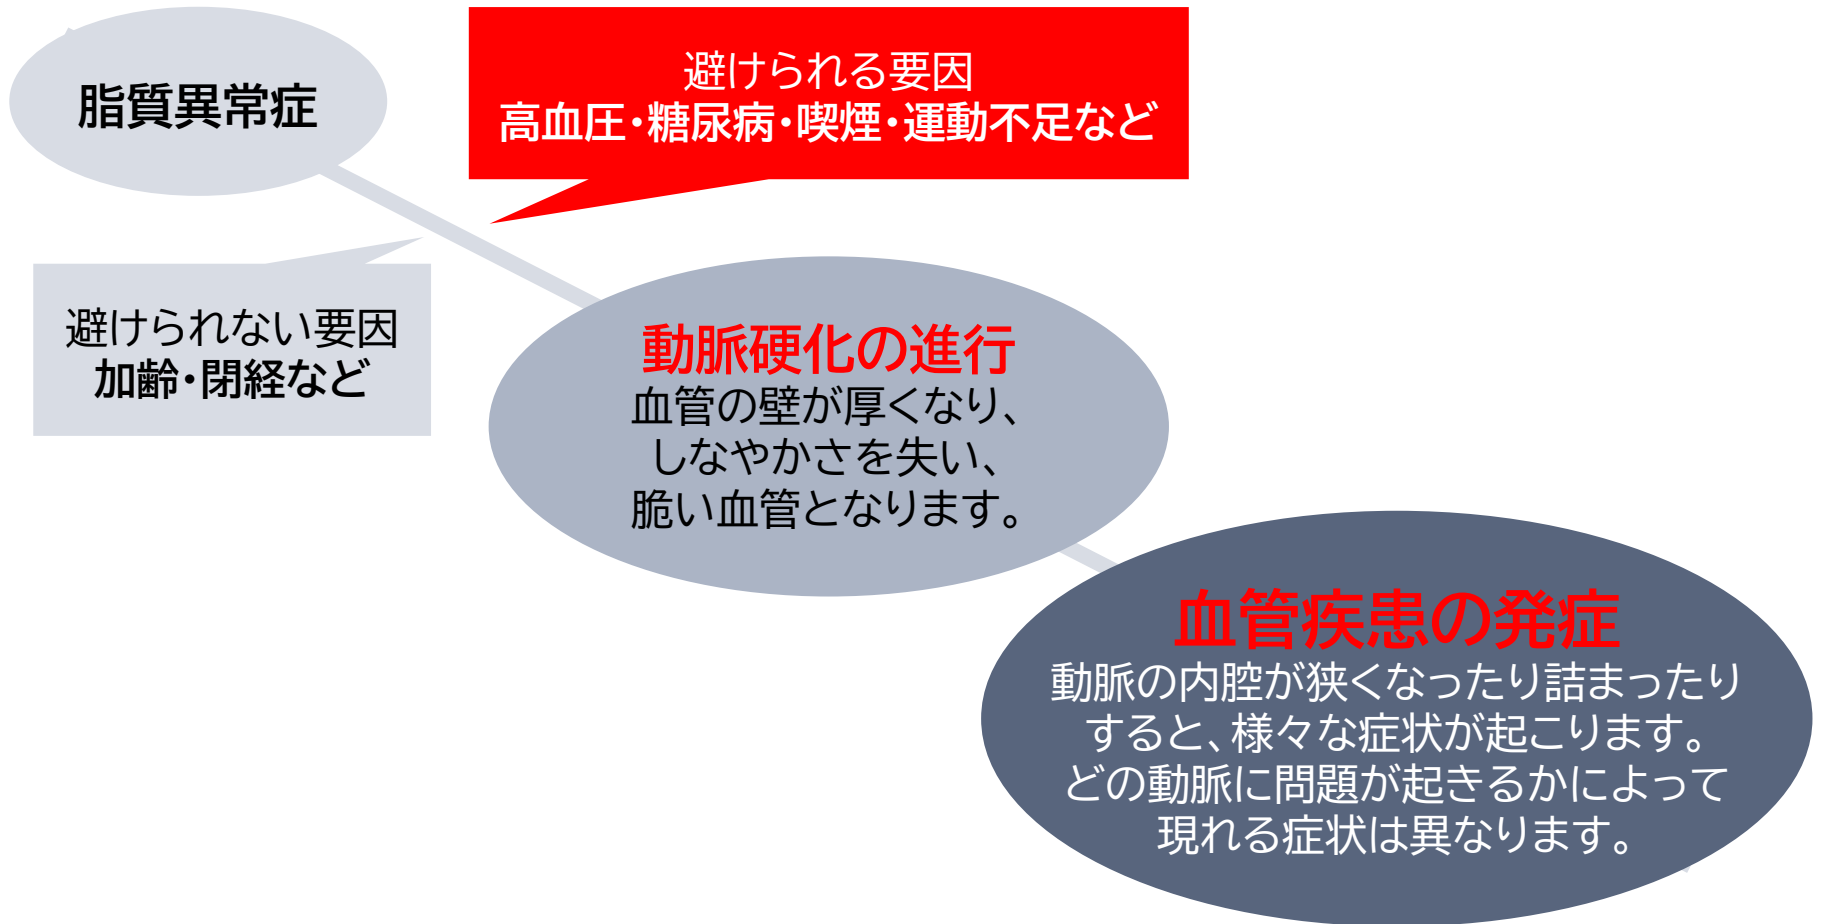 脂質異常症
避けられる要因
高血圧・糖尿病・喫煙・運動不足など
避けられない要因
加齢・閉経など
動脈硬化の進行
血管の壁が厚くなり、
しなやかさを失い、
脆い血管となります。
血管疾患の発症
動脈の内腔が狭くなったり詰まったり
すると、様々な症状が起こります。
どの動脈に問題が起きるかによって
現れる症状は異なります。